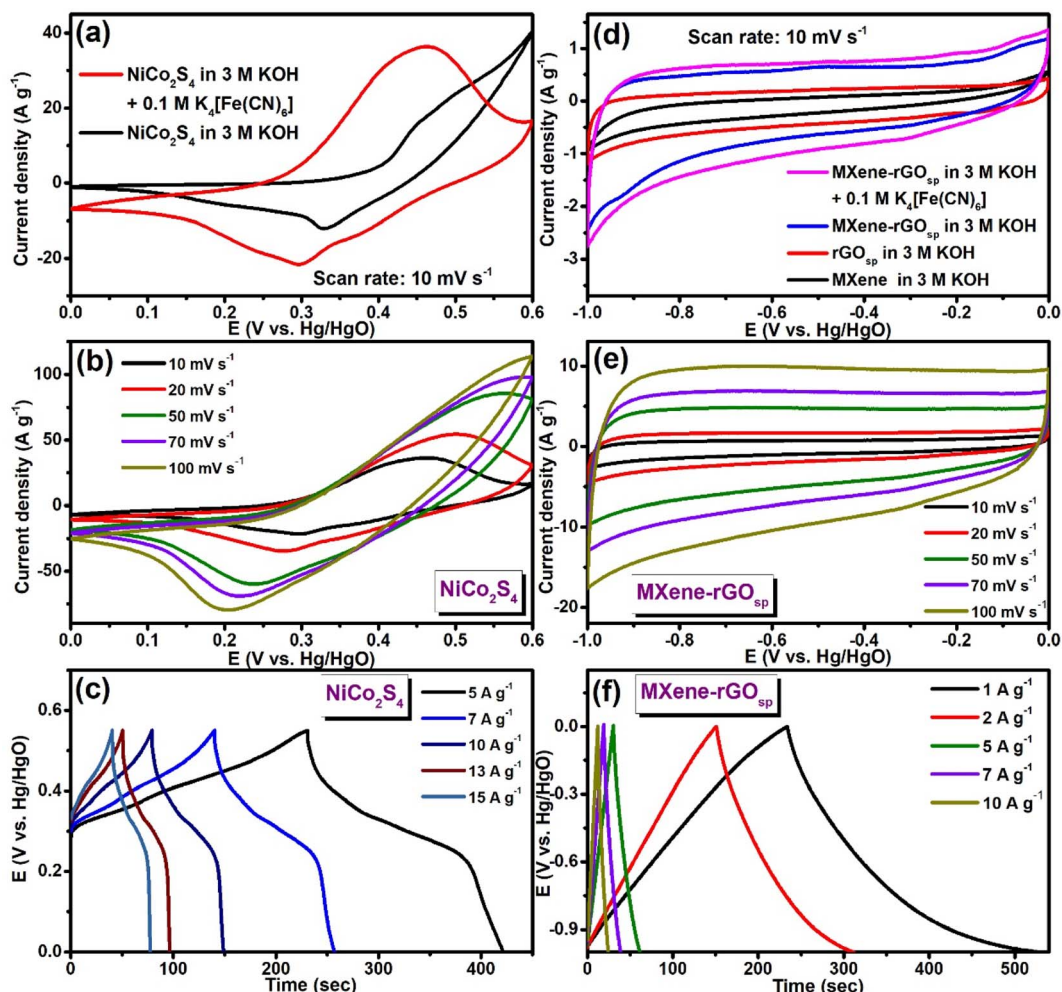 (a)
40
20
0
-20
Current density (A g⁻¹)
NiCo₂S₄ in 3 M KOH
+ 0.1 M K₄[Fe(CN)₆]
NiCo₂S₄ in 3 M KOH
Scan rate: 10 mV s⁻¹
0.0 0.1 0.2 0.3 0.4 0.5 0.6
E (V vs. Hg/HgO)
(d)
Scan rate: 10 mV s⁻¹
1
0
-1
-2
-3
Current density (A g⁻¹)
MXene-rGOsp in 3 M KOH
+ 0.1 M K₄[Fe(CN)₆]
MXene-rGOsp in 3 M KOH
rGOsp in 3 M KOH
MXene in 3 M KOH
-1.0 -0.8 -0.6 -0.4 -0.2 0.0
E (V vs. Hg/HgO)
(b)
10 mV s⁻¹
20 mV s⁻¹
50 mV s⁻¹
70 mV s⁻¹
100 mV s⁻¹
100
50
0
-50
Current density (A g⁻¹)
NiCo₂S₄
0.0 0.1 0.2 0.3 0.4 0.5 0.6
E (V vs. Hg/HgO)
(e)
10
0
-10
-20
Current density (A g⁻¹)
10 mV s⁻¹
20 mV s⁻¹
50 mV s⁻¹
70 mV s⁻¹
100 mV s⁻¹
MXene-rGOsp
-1.0 -0.8 -0.6 -0.4 -0.2 0.0
E (V vs. Hg/HgO)
(c)
NiCo₂S₄
5 A g⁻¹
7 A g⁻¹
10 A g⁻¹
13 A g⁻¹
15 A g⁻¹
0.6
0.4
0.2
0.0
E (V vs. Hg/HgO)
0 100 200 300 400
Time (sec)
(f)
MXene-rGOsp
1 A g⁻¹
2 A g⁻¹
5 A g⁻¹
7 A g⁻¹
10 A g⁻¹
0.0
-0.3
-0.6
-0.9
E (V vs. Hg/HgO)
0 100 200 300 400 500
Time (sec)